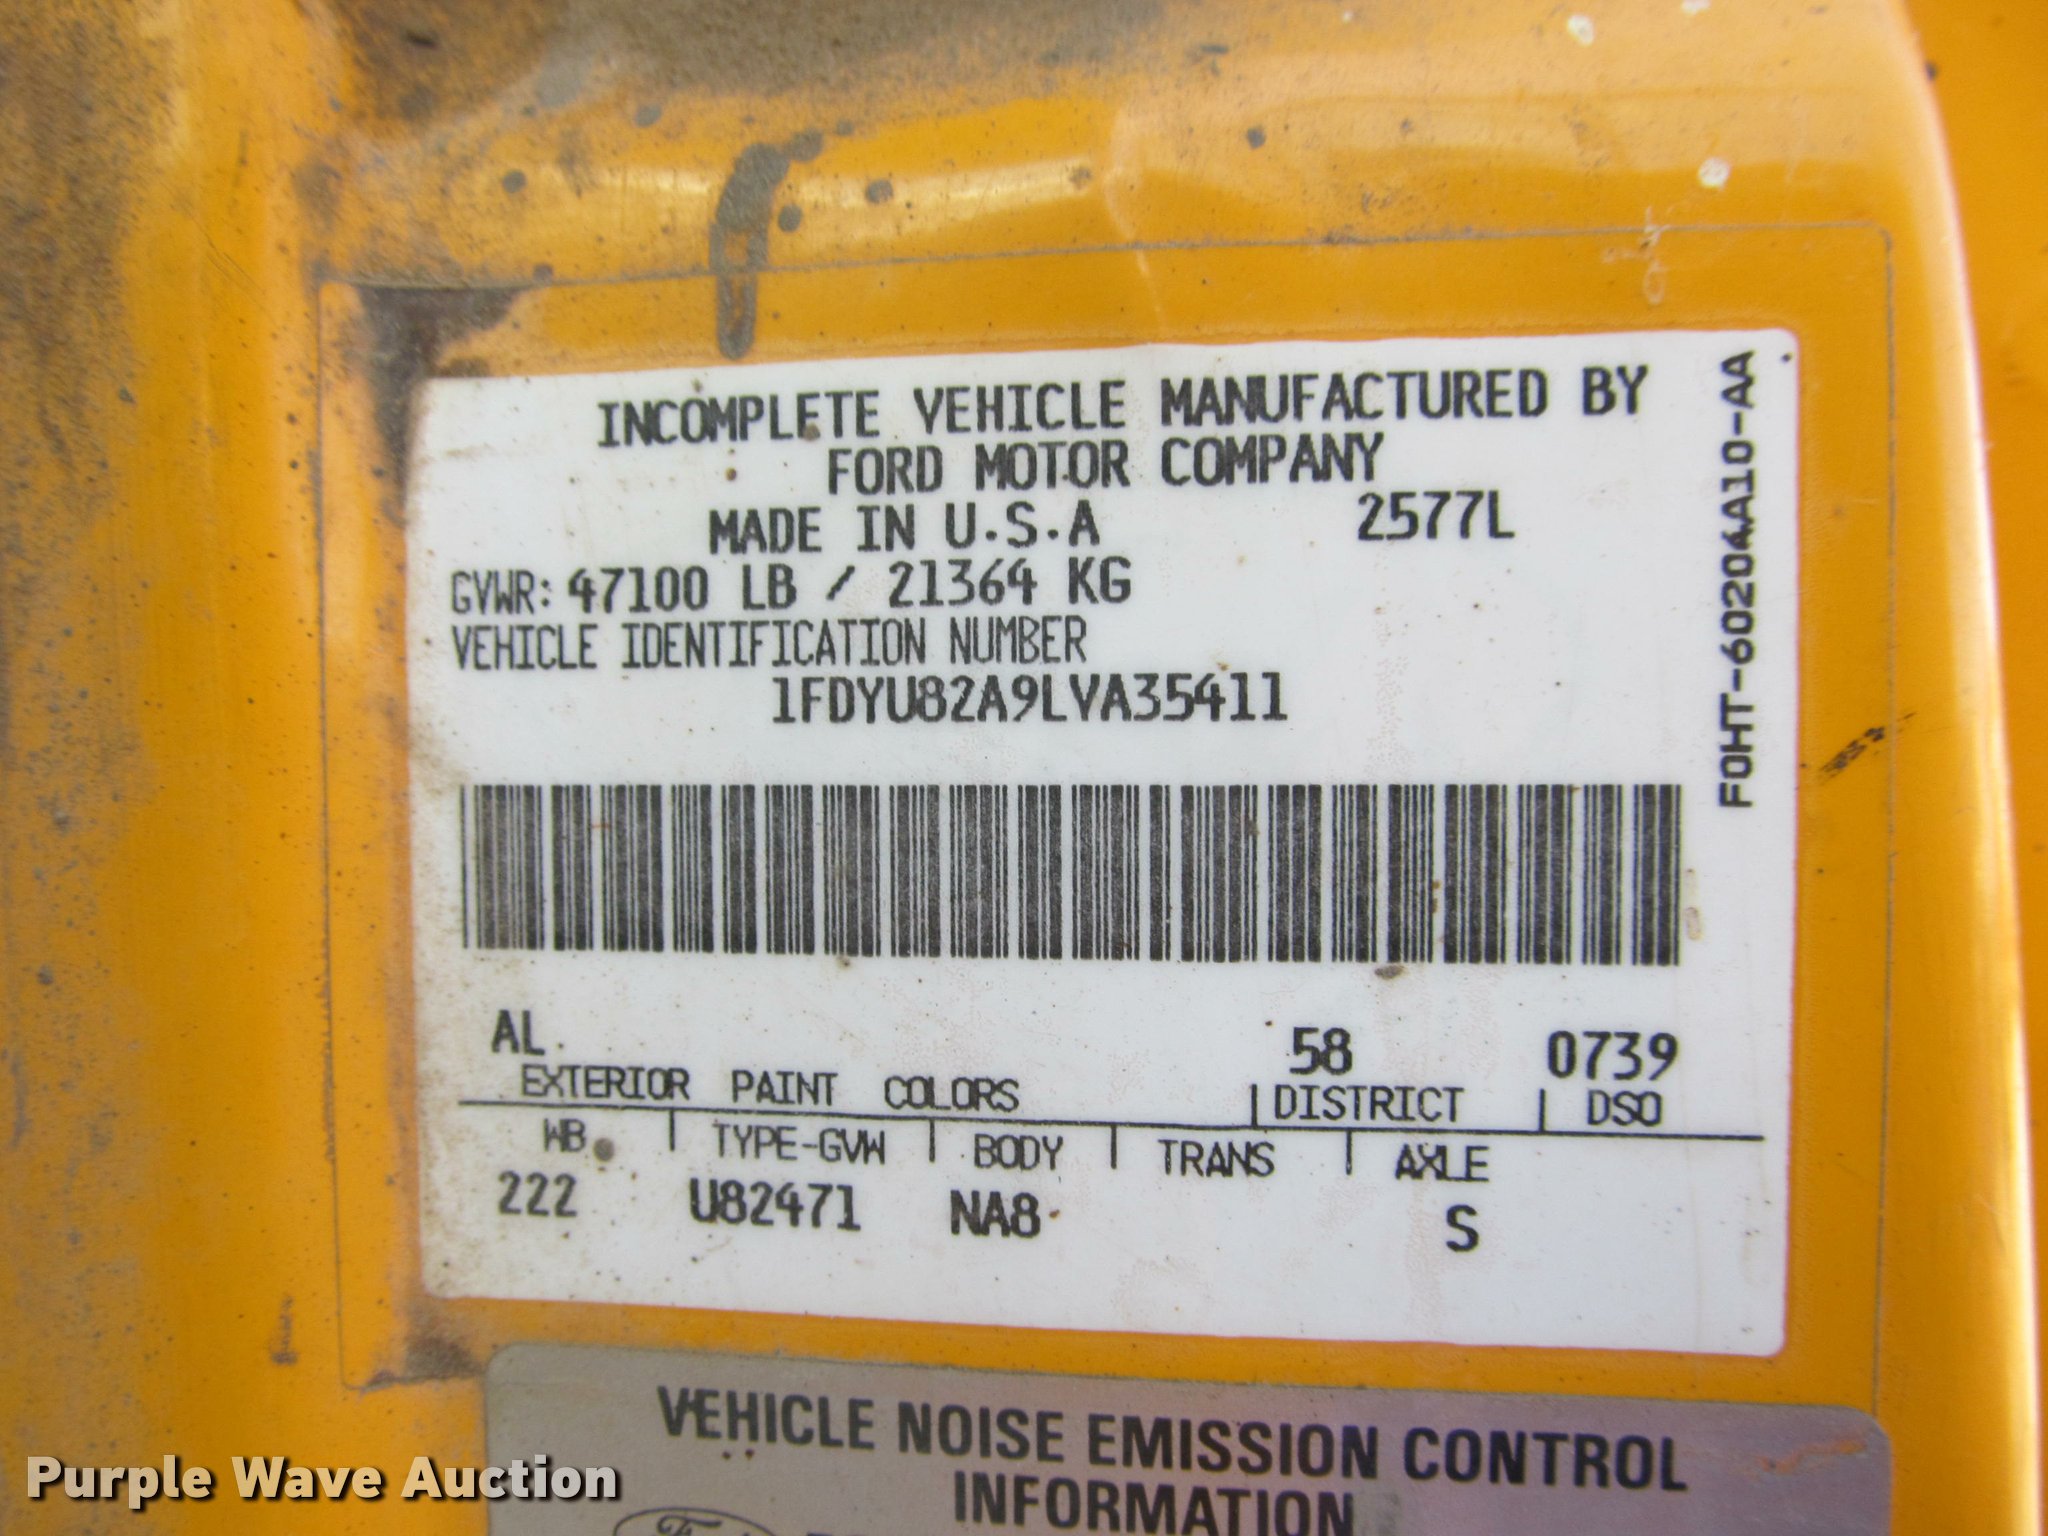 INCOMPLETE VEHICLE MANUFACTURED BY
FORD MOTOR COMPANY
MADE IN U.S.A 2577L
GVWR: 47100 LB / 21364 KG
VEHICLE IDENTIFICATION NUMBER
1FDYU82A9LVA35411
F0HT-60204A10-AA
AL 58 0739
EXTERIOR PAINT COLORS DISTRICT DSO
WB TYPE-GVW BODY TRANS AXLE
222 U82471 NA8 S
VEHICLE NOISE EMISSION CONTROL
INFORMATION
Purple Wave Auction